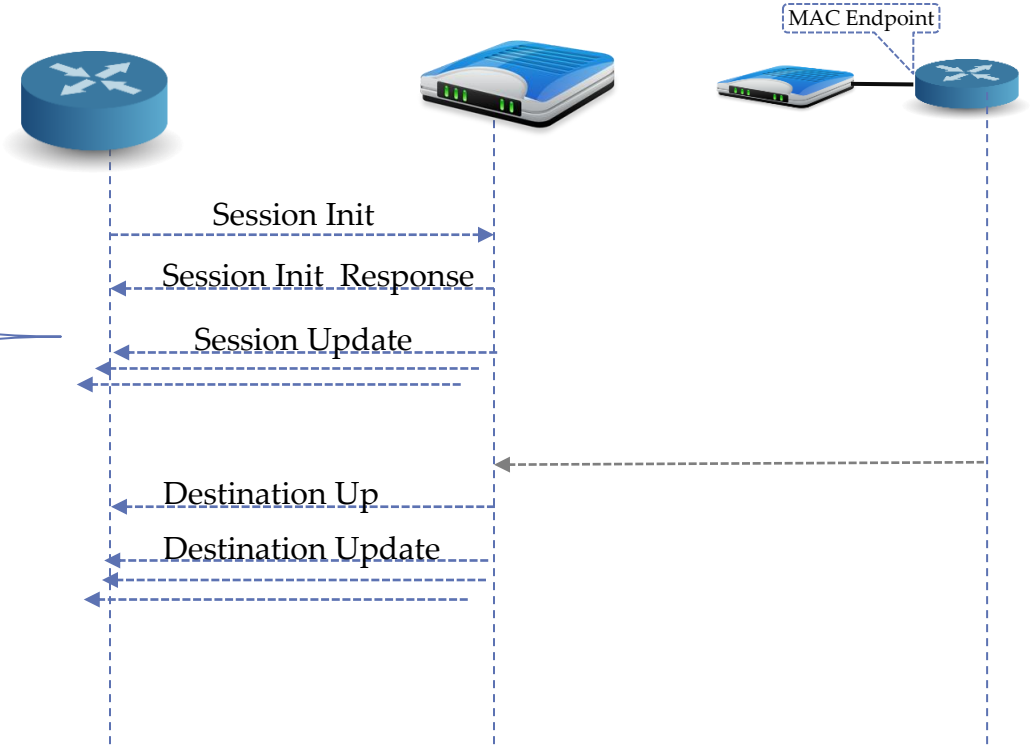 MAC Endpoint
Session Init
Session Init Response
Session Update
Destination Up
Destination Update